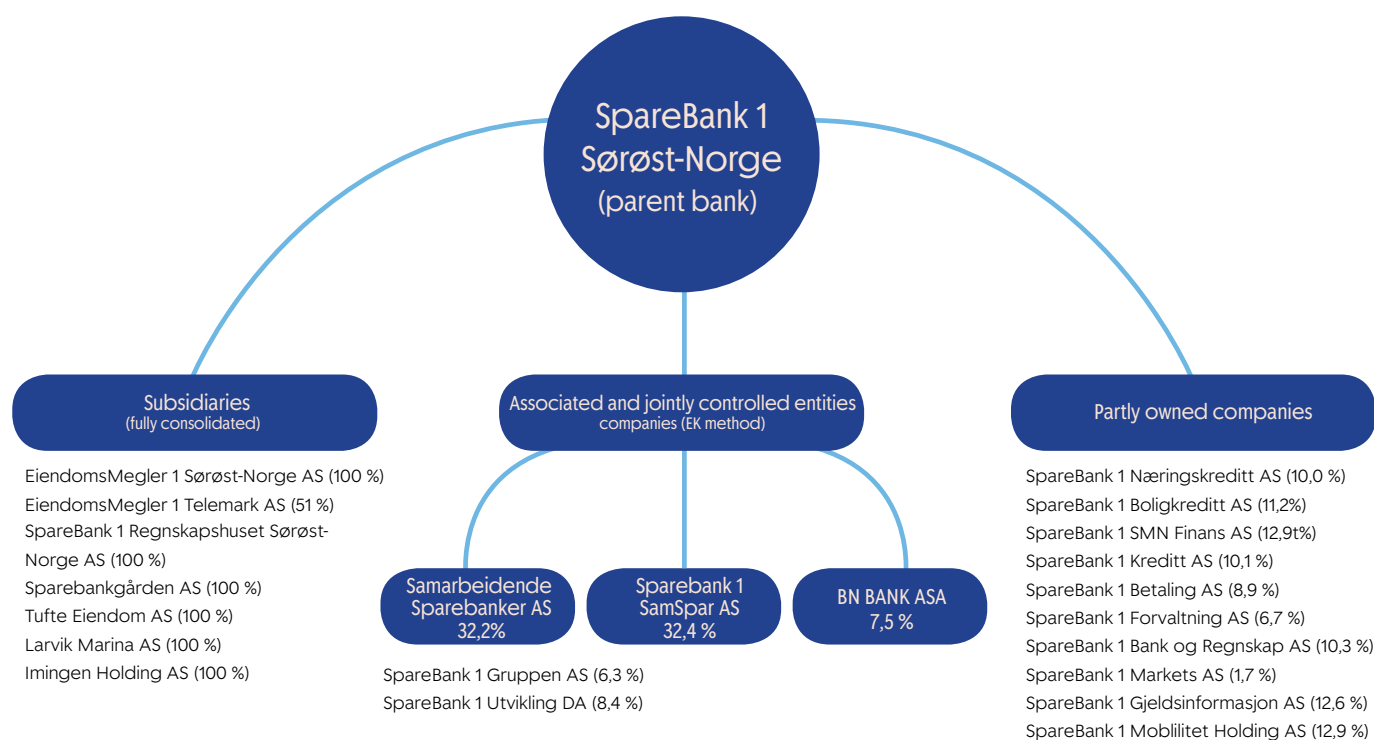 SpareBank 1
Sørøst-Norge
(parent bank)
Subsidiaries
(fully consolidated)
EiendomsMegler 1 Sørøst-Norge AS (100 %)
EiendomsMegler 1 Telemark AS (51 %)
SpareBank 1 Regnskapshuset Sørøst-
Norge AS (100 %)
Sparebankgården AS (100 %)
Tufte Eiendom AS (100 %)
Larvik Marina AS (100 %)
Imingen Holding AS (100 %)
Associated and jointly controlled entities
companies (EK method)
Samarbeidende
Sparebanker AS
32,2%
Sparebank 1
SamSpar AS
32,4 %
BN BANK ASA
7,5 %
SpareBank 1 Gruppen AS (6,3 %)
SpareBank 1 Utvikling DA (8,4 %)
Partly owned companies
SpareBank 1 Næringskreditt AS (10,0 %)
SpareBank 1 Boligkreditt AS (11,2%)
SpareBank 1 SMN Finans AS (12,9t%)
SpareBank 1 Kreditt AS (10,1 %)
SpareBank 1 Betaling AS (8,9 %)
SpareBank 1 Forvaltning AS (6,7 %)
SpareBank 1 Bank og Regnskap AS (10,3 %)
SpareBank 1 Markets AS (1,7 %)
SpareBank 1 Gjeldsinformasjon AS (12,6 %)
SpareBank 1 Moblilitet Holding AS (12,9 %)